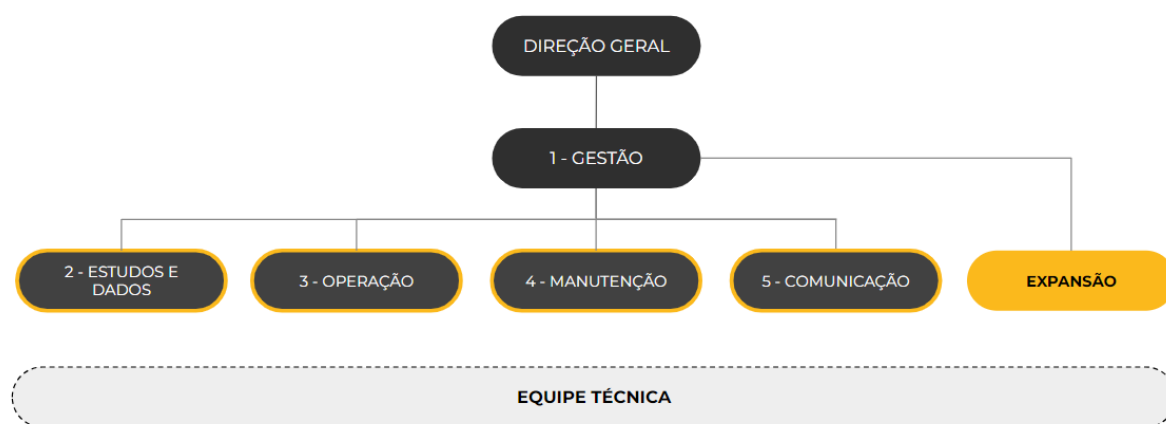 DIREÇÃO GERAL
1 - GESTÃO
2 - ESTUDOS E
DADOS
3 - OPERAÇÃO
4 - MANUTENÇÃO
5 - COMUNICAÇÃO
EXPANSÃO
EQUIPE TÉCNICA